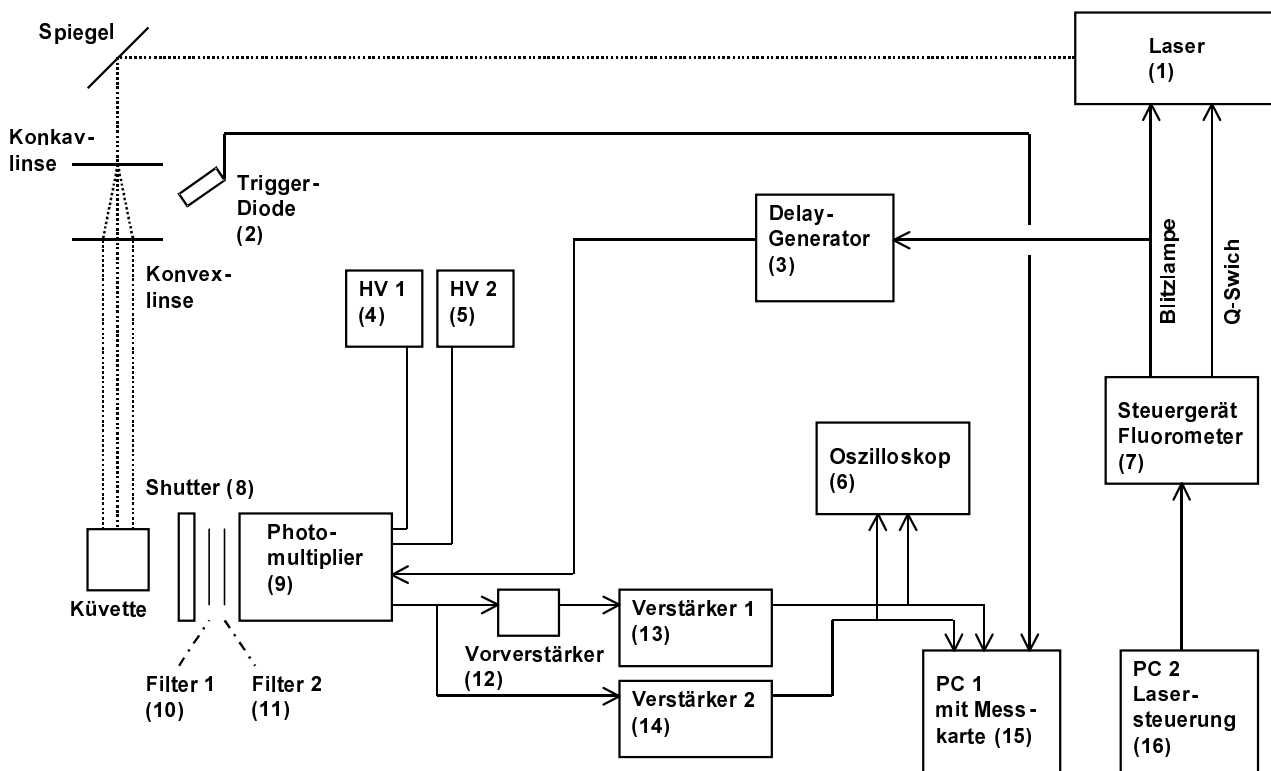 Spiegel
Laser
(1)
Konkav-
linse
Trigger-
Diode
(2)
Delay-
Generator
(3)
Konvex-
linse
HV 1
(4)
HV 2
(5)
Blitzlampe
Q-Swich
Steuergerät
Fluorometer
(7)
Oszilloskop
(6)
Shutter (8)
Photo-
multiplier
(9)
Küvette
Verstärker 1
(13)
Vorverstärker
(12)
Filter 1
(10)
Filter 2
(11)
Verstärker 2
(14)
PC 1
mit Mess-
karte (15)
PC 2
Laser-
steuerung
(16)